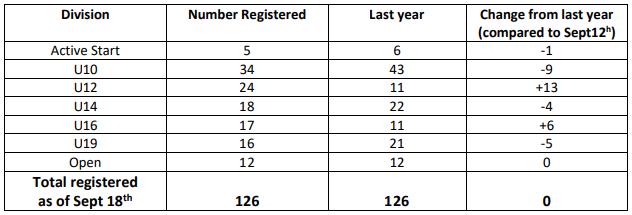 Division Number Registered Last year Change from last year
(compared to Sept12ʰ)
Active Start 5 6 -1
U10 34 43 -9
U12 24 11 +13
U14 18 22 -4
U16 17 11 +6
U19 16 21 -5
Open 12 12 0
Total registered
as of Sept 18ᵗʰ 126 126 0